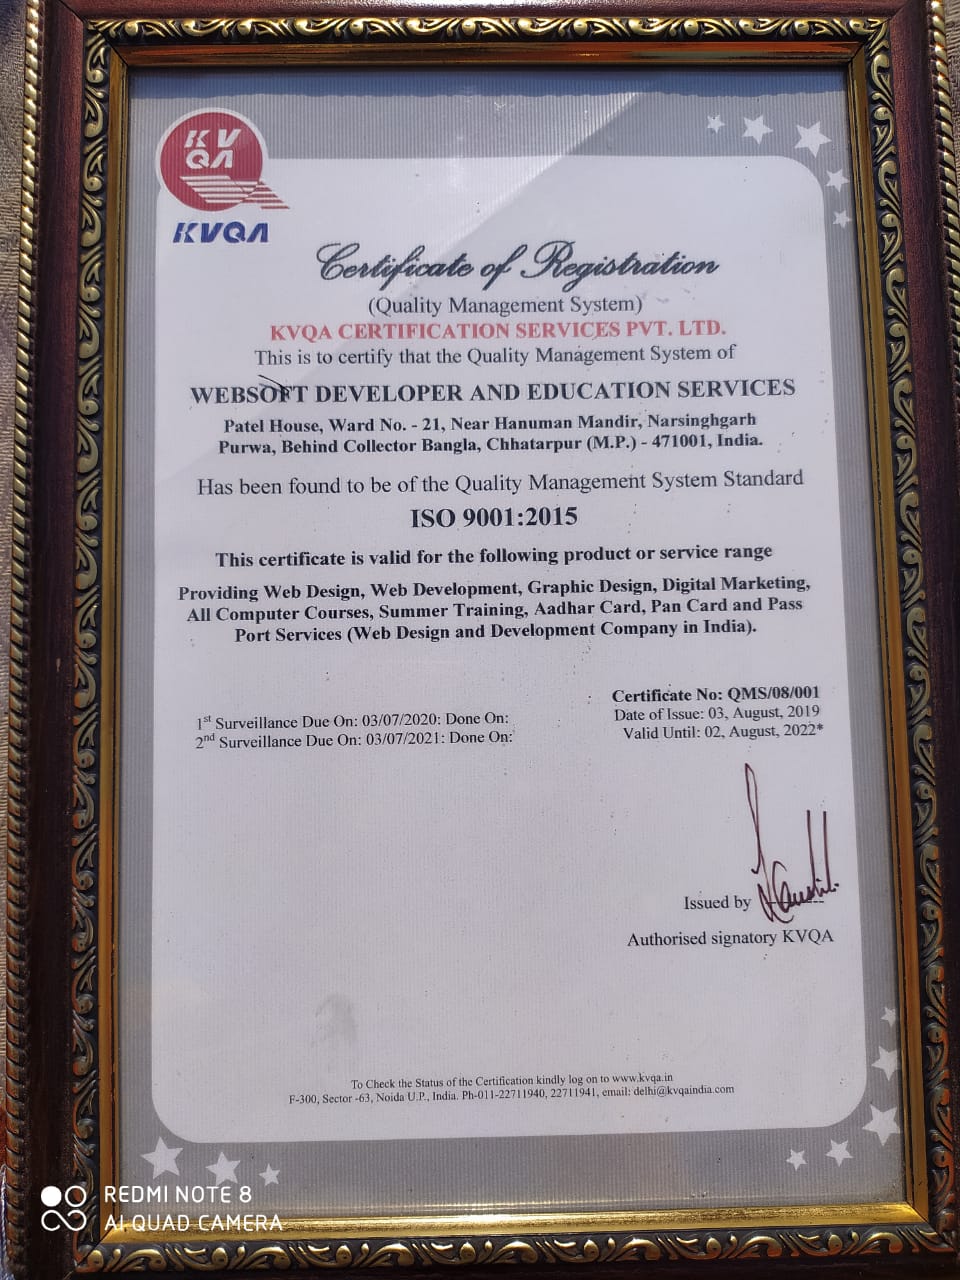 KV
QA
KVQA
Certificate of Registration
(Quality Management System)
KVQA CERTIFICATION SERVICES PVT. LTD.
This is to certify that the Quality Management System of
WEBSOFT DEVELOPER AND EDUCATION SERVICES
Patel House, Ward No. - 21, Near Hanuman Mandir, Narsinghgarh
Purwa, Behind Collector Bangla, Chhatarpur (M.P.) - 471001, India.
Has been found to be of the Quality Management System Standard
ISO 9001:2015
This certificate is valid for the following product or service range
Providing Web Design, Web Development, Graphic Design, Digital Marketing,
All Computer Courses, Summer Training, Aadhar Card, Pan Card and Pass
Port Services (Web Design and Development Company in India).
Certificate No: QMS/08/001
1st Surveillance Due On: 03/07/2020: Done On: Date of Issue: 03, August, 2019
2nd Surveillance Due On: 03/07/2021: Done On: Valid Until: 02, August, 2022*
Issued by
Authorised signatory KVQA
To Check the Status of the Certification kindly log on to www.kvqa.in
F-300, Sector -63, Noida U.P., India. Ph-011-22711940, 22711941, email: delhi@kvqaindia.com
REDMI NOTE 8
AI QUAD CAMERA